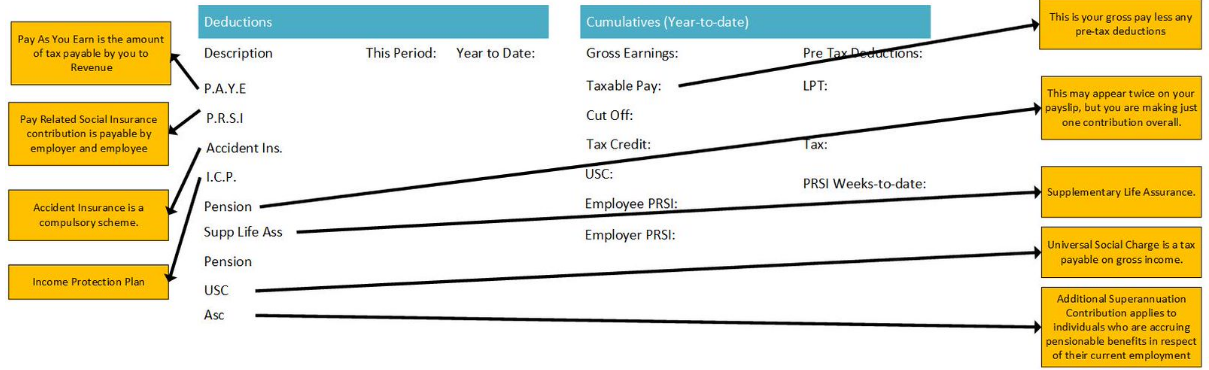 Deductions
Description This Period: Year to Date:
P.A.Y.E
P.R.S.I
Accident Ins.
I.C.P.
Pension
Supp Life Ass
Pension
USC
Asc
Cumulatives (Year-to-date)
Gross Earnings: Pre Tax Deductions:
Taxable Pay: LPT:
Cut Off:
Tax Credit: Tax:
USC:
PRSI Weeks-to-date:
Employee PRSI:
Employer PRSI:
Pay As You Earn is the amount
of tax payable by you to
Revenue
Pay Related Social Insurance
contribution is payable by
employer and employee
Accident Insurance is a
compulsory scheme.
Income Protection Plan
This is your gross pay less any
pre-tax deductions
This may appear twice on your
payslip, but you are making just
one contribution overall.
Supplementary Life Assurance.
Universal Social Charge is a tax
payable on gross income.
Additional Superannuation
Contribution applies to
individuals who are accruing
pensionable benefits in respect
of their current employment